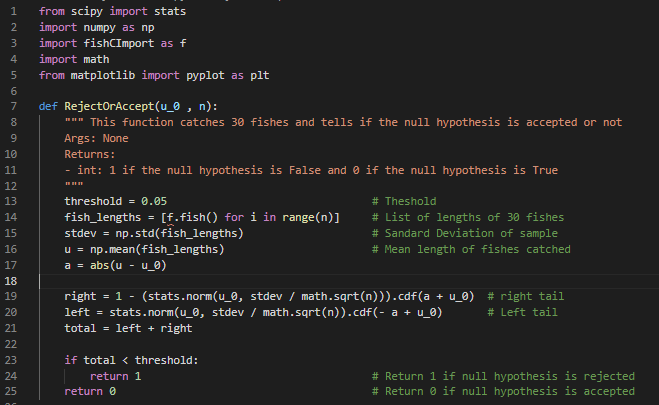 1 from scipy import stats
2 import numpy as np
3 import fishCImport as f
4 import math
5 from matplotlib import pyplot as plt
6
7 def RejectOrAccept(u_0 , n):
8 """ This function catches 30 fishes and tells if the null hypothesis is accepted or not
9 Args: None
10 Returns:
11 - int: 1 if the null hypothesis is False and 0 if the null hypothesis is True
12 """
13 threshold = 0.05 # Theshold
14 fish_lengths = [f.fish() for i in range(n)] # List of lengths of 30 fishes
15 stdev = np.std(fish_lengths) # Sandard Deviation of sample
16 u = np.mean(fish_lengths) # Mean length of fishes catched
17 a = abs(u - u_0)
18
19 right = 1 - (stats.norm(u_0, stdev / math.sqrt(n))).cdf(a + u_0) # right tail
20 left = stats.norm(u_0, stdev / math.sqrt(n)).cdf(- a + u_0) # Left tail
21 total = left + right
22
23 if total < threshold:
24 return 1 # Return 1 if null hypothesis is rejected
25 return 0 # Return 0 if null hypothesis is accepted